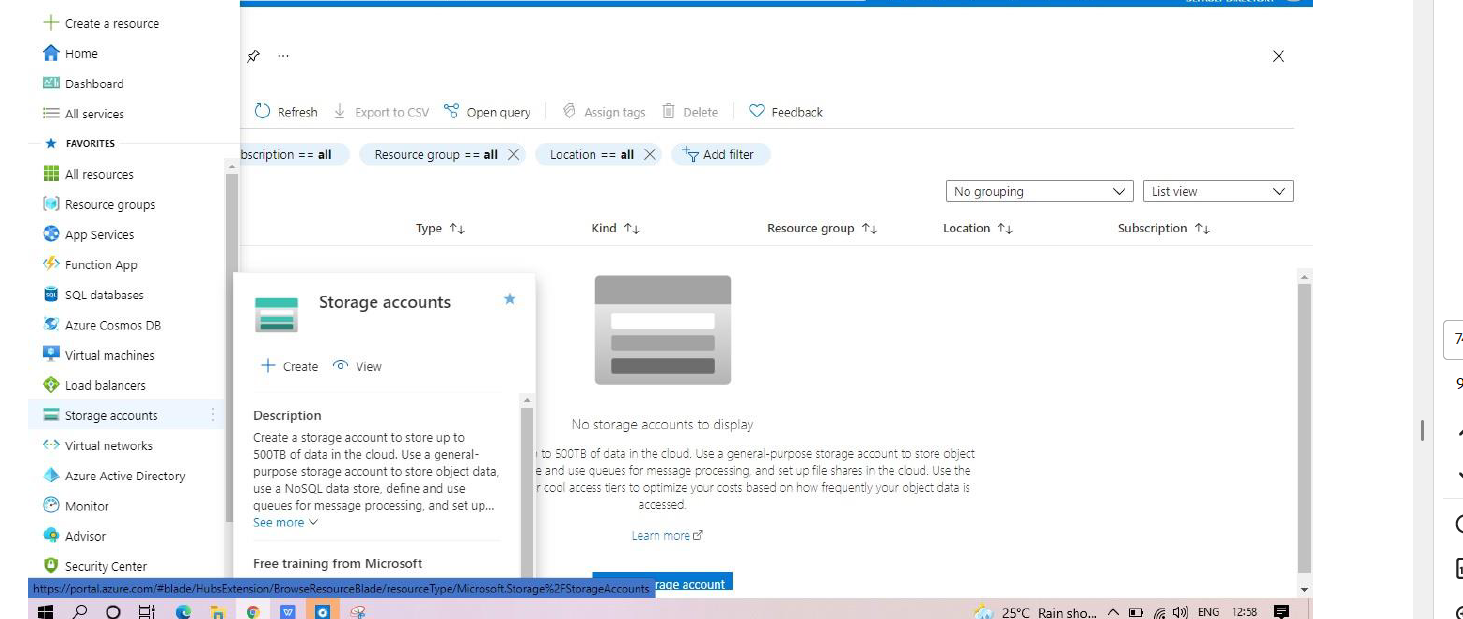 Create a resource
Home
Dashboard
All services
FAVORITES
All resources
Resource groups
App Services
Function App
SQL databases
Azure Cosmos DB
Virtual machines
Load balancers
Storage accounts
Virtual networks
Azure Active Directory
Monitor
Advisor
Security Center
Refresh
Export to CSV
Open query
Assign tags
Delete
Feedback
== all
Resource group == all
Location == all
Add filter
No grouping
List view
Type
Kind
Resource group
Location
Subscription
Storage accounts
Create
View
Description
Create a storage account to store up to
500TB of data in the cloud. Use a general-
purpose storage account to store object data,
use a NoSQL data store, define and use
queues for message processing, and set up...
See more
Free training from Microsoft
No storage accounts to display
to 500TB of data in the cloud. Use a general-purpose storage account to store object
and use queues for message processing, and set up file shares in the cloud. Use the
cool access tiers to optimize your costs based on how frequently your object data is
accessed.
Learn more
account
https://portal.azure.com/#blade/HubsExtension/BrowseResourceBlade/resourceType/Microsoft.Storage%2FStorageAccounts
25°C Rain sho...
ENG
12:58